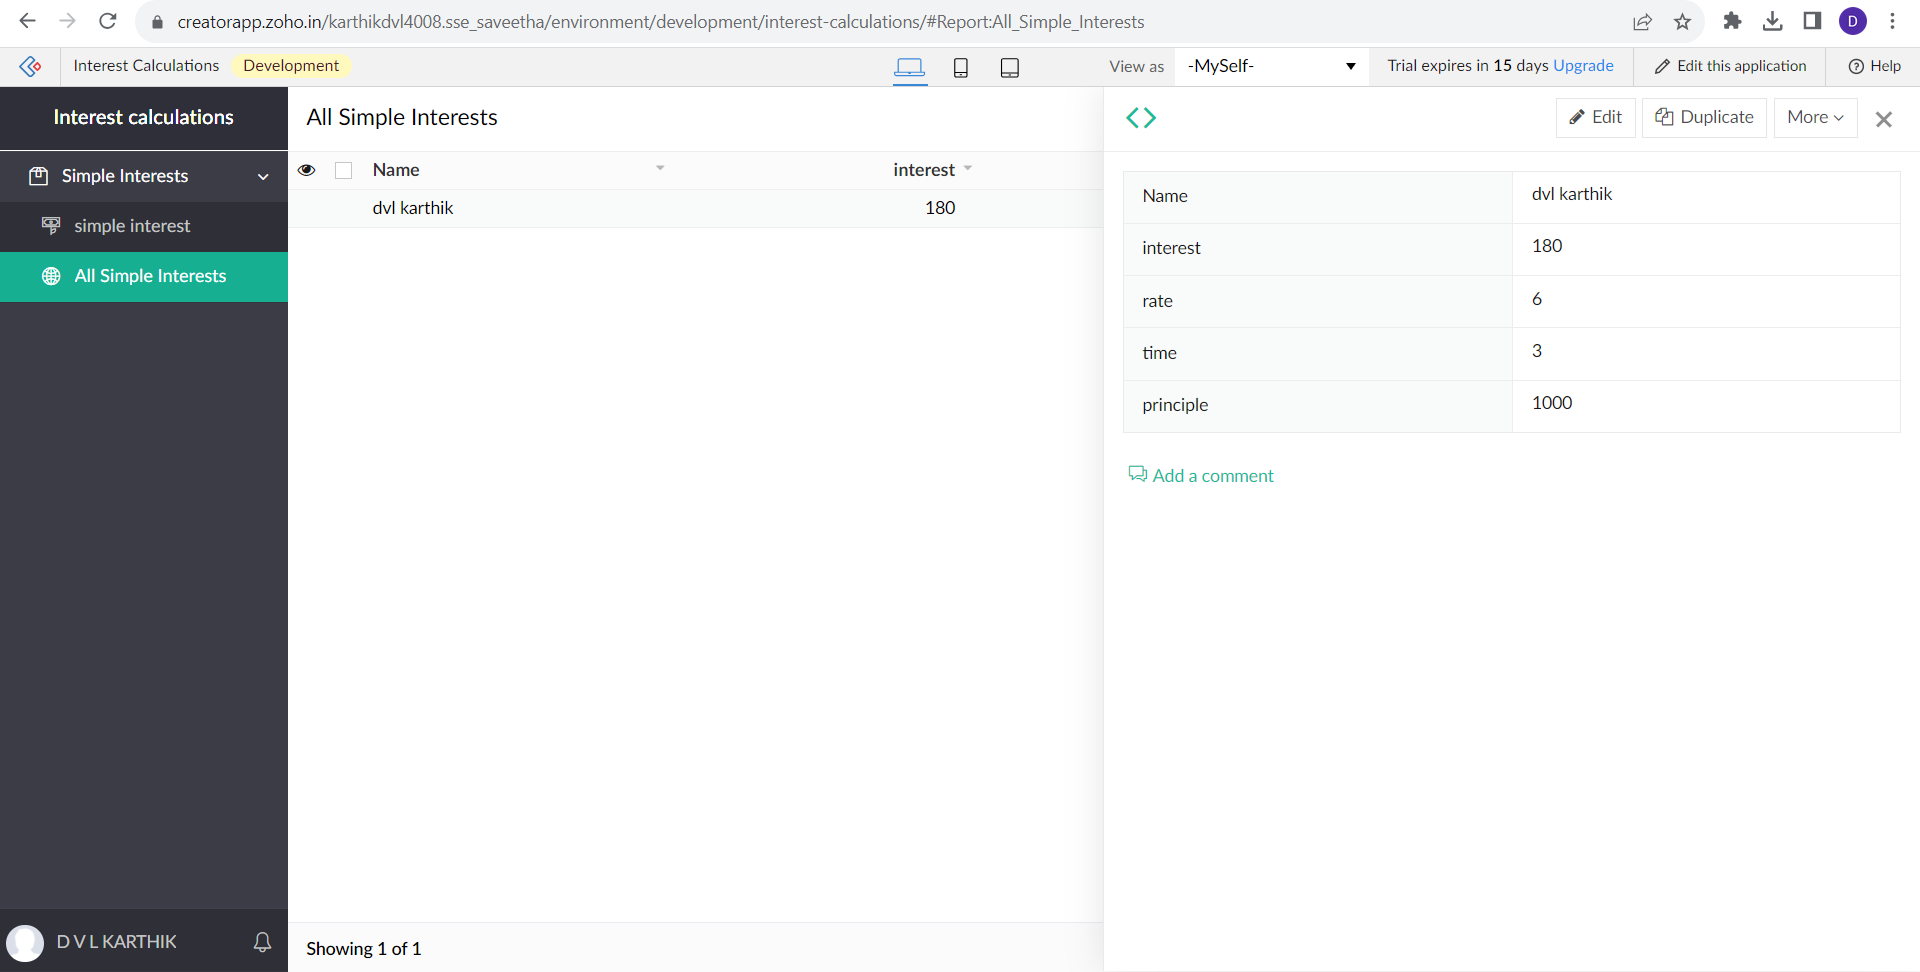 creatorapp.zoho.in/karthikdvl4008.sse_saveetha/environment/development/interest-calculations/#Report:All_Simple_Interests
D
Interest Calculations Development View as -MySelf- Trial expires in 15 days Upgrade Edit this application Help
Interest calculations
Simple Interests
simple interest
All Simple Interests
D V L KARTHIK
All Simple Interests
Name interest
dvl karthik 180
Showing 1 of 1
Edit Duplicate More
Name dvl karthik
interest 180
rate 6
time 3
principle 1000
Add a comment